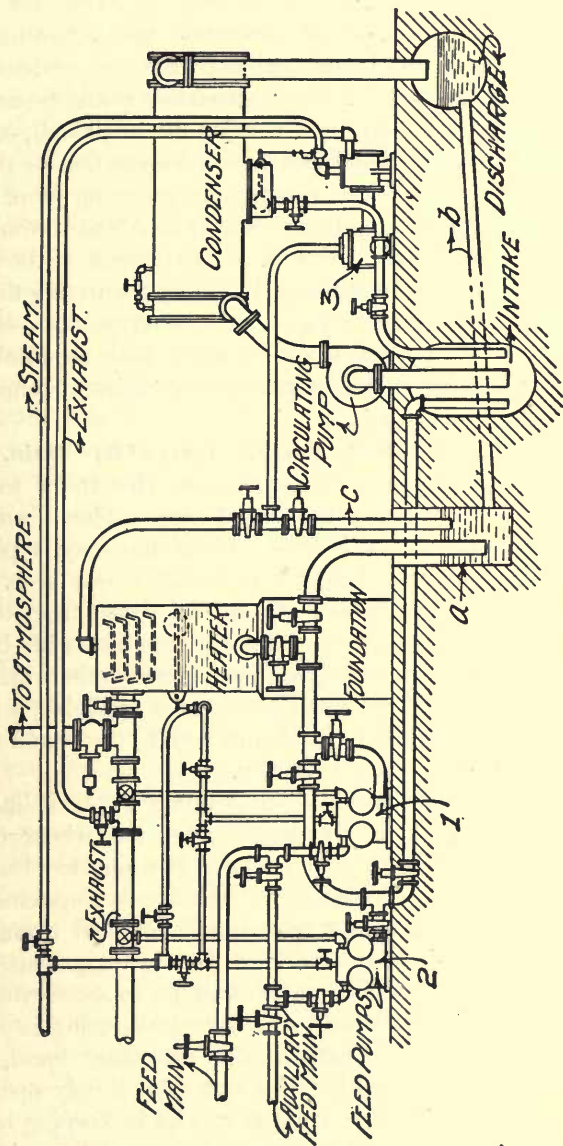 TO ATMOSPHERE.
STEAM.
EXHAUST.
EXHAUST
FEED
MAIN
AUXILIARY
FEED MAIN
FEED PUMPS
2
1
HEATER
FOUNDATION
C
a
CIRCULATING
PUMP
CONDENSER
3
b
INTAKE
DISCHARGE